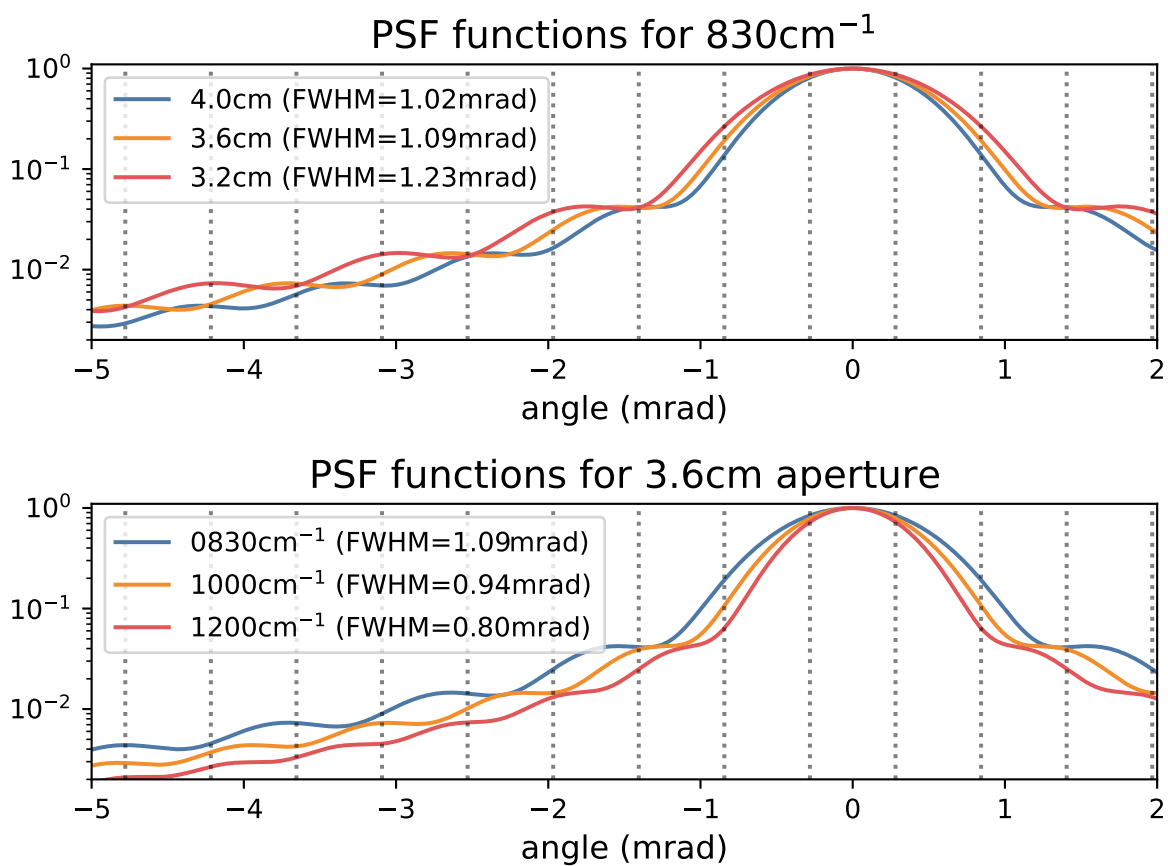 PSF functions for 830cm⁻¹
10⁰
10⁻¹
10⁻²
4.0cm (FWHM=1.02mrad)
3.6cm (FWHM=1.09mrad)
3.2cm (FWHM=1.23mrad)
−5 −4 −3 −2 −1 0 1 2
angle (mrad)
PSF functions for 3.6cm aperture
10⁰
10⁻¹
10⁻²
0830cm⁻¹ (FWHM=1.09mrad)
1000cm⁻¹ (FWHM=0.94mrad)
1200cm⁻¹ (FWHM=0.80mrad)
−5 −4 −3 −2 −1 0 1 2
angle (mrad)